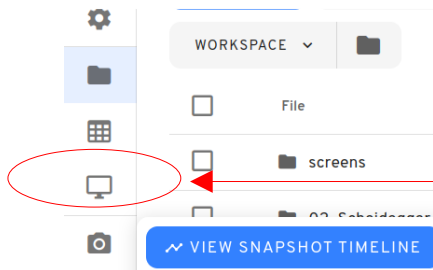 WORKSPACE
File
screens
02_Scheidegger
VIEW SNAPSHOT TIMELINE